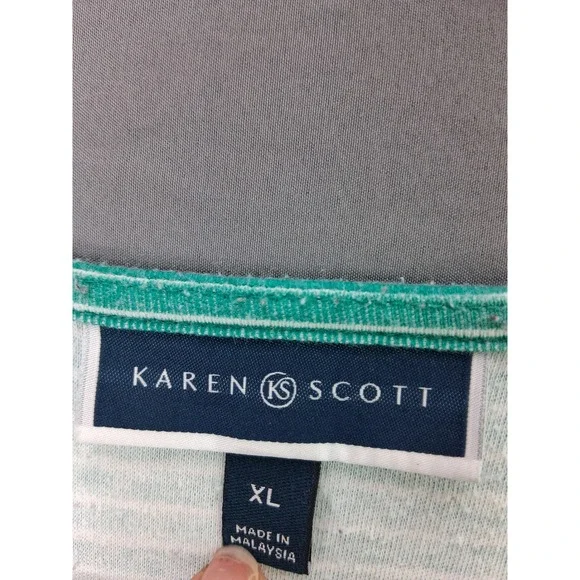 KAREN KS SCOTT
XL
MADE IN
MALAYSIA